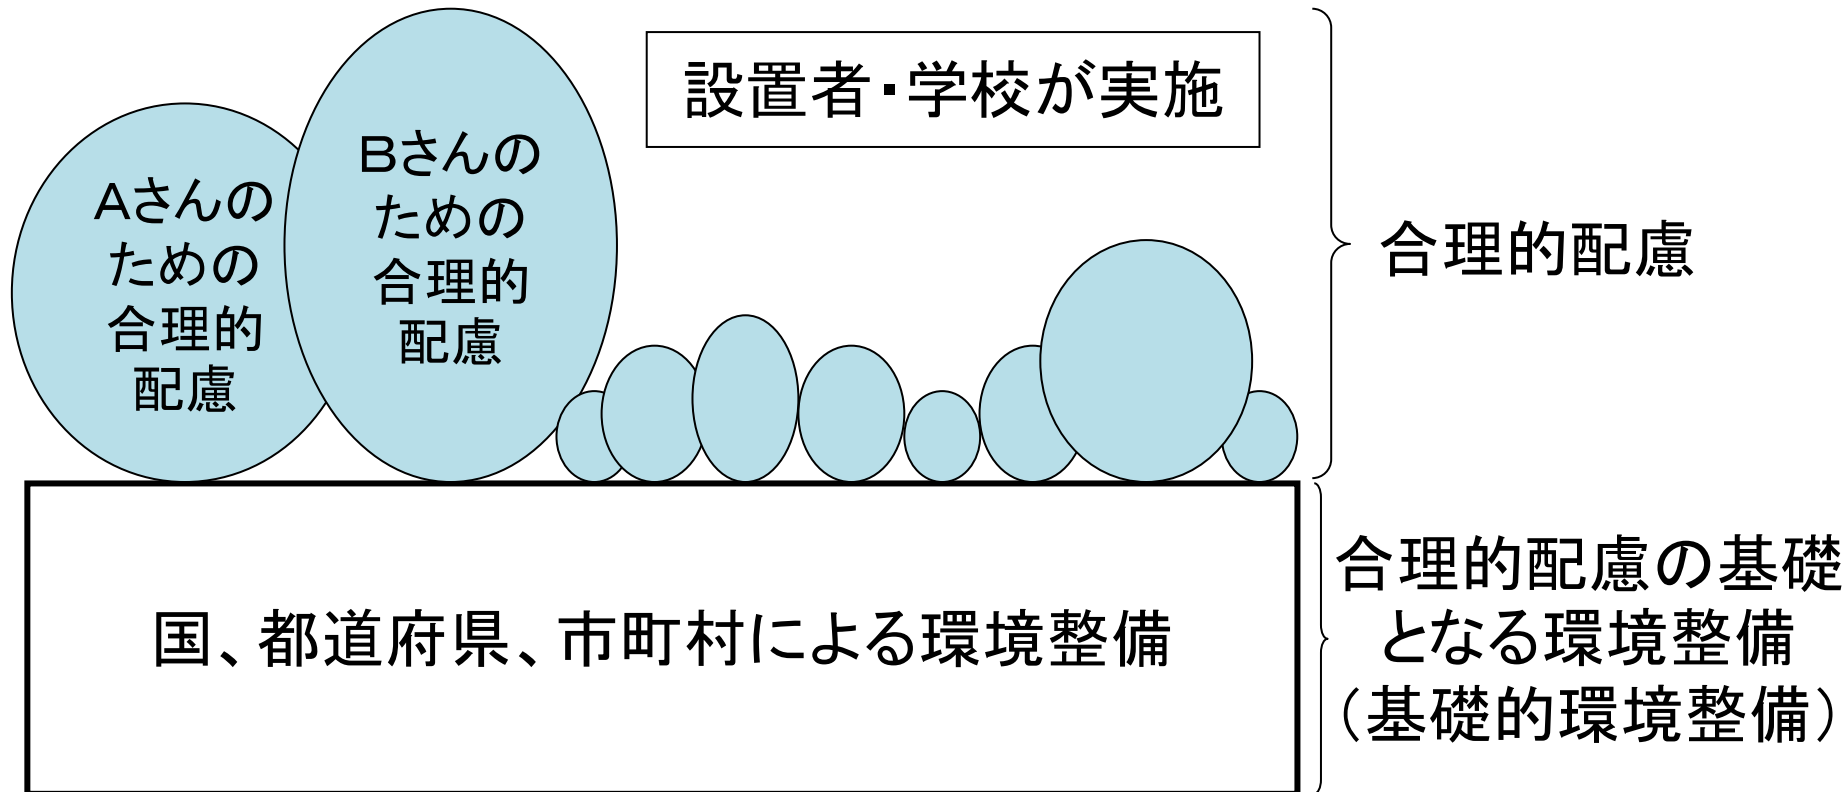 設置者・学校が実施
Aさんの
ための
合理的
配慮
Bさんの
ための
合理的
配慮
合理的配慮
国、都道府県、市町村による環境整備
合理的配慮の基礎
となる環境整備
（基礎的環境整備）